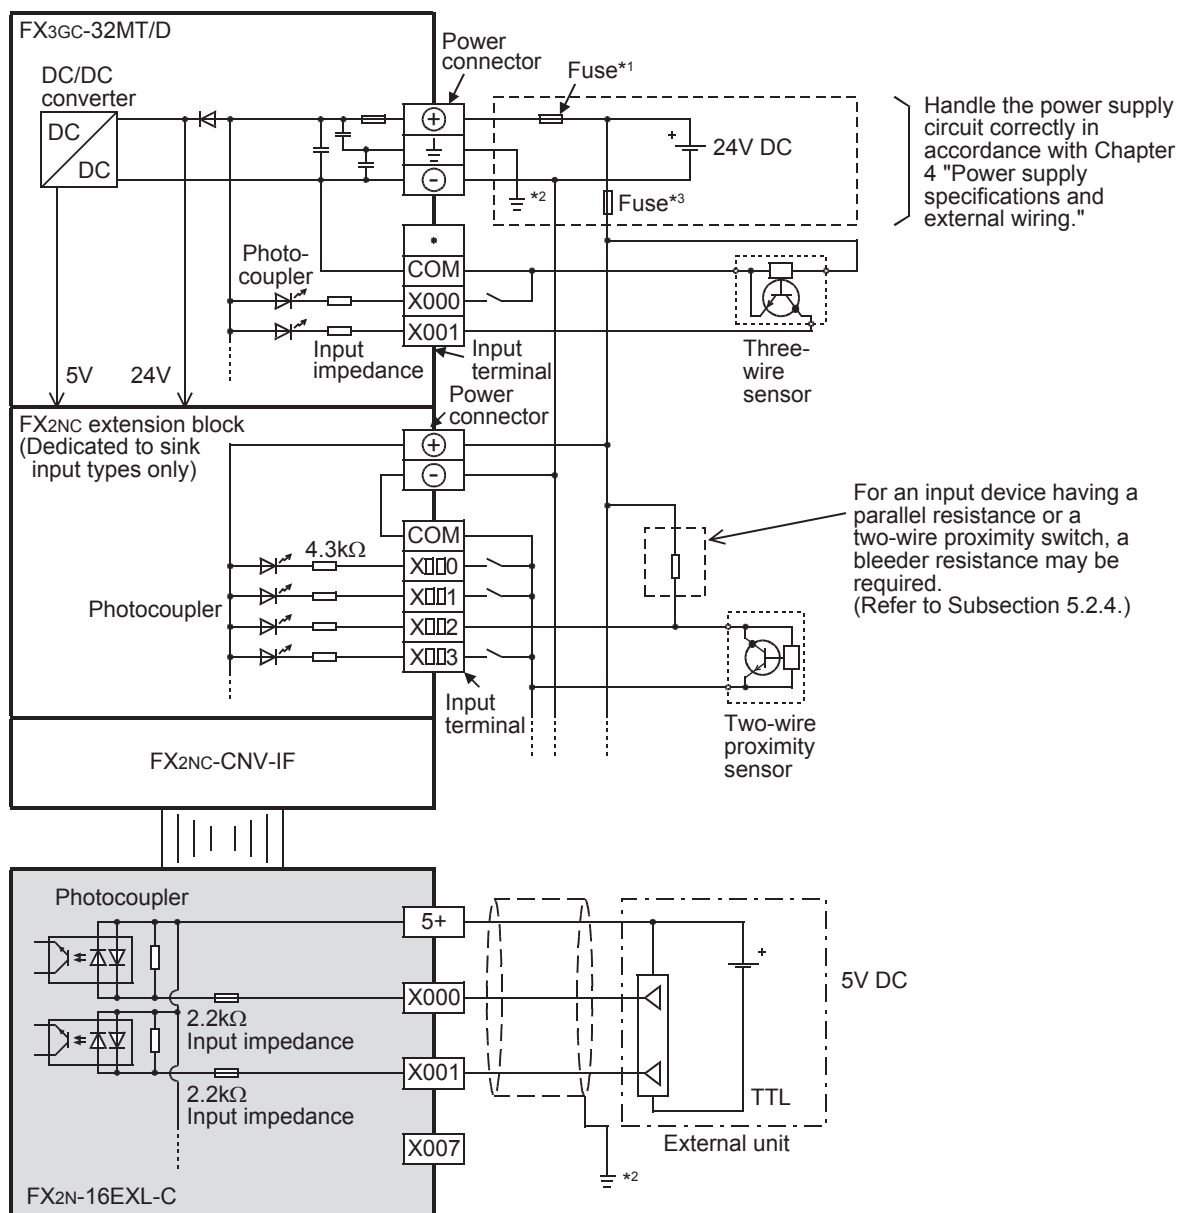 FX3GC-32MT/D
Power
connector
Fuse*1
DC/DC
converter
DC
DC
+
24V DC
Handle the power supply
circuit correctly in
accordance with Chapter
4 "Power supply
specifications and
external wiring."
*2
Fuse*3
Photo-
coupler
COM
X000
X001
Input
impedance
Input
terminal
Three-
wire
sensor
5V
24V
Power
connector
FX2NC extension block
(Dedicated to sink
input types only)
For an input device having a
parallel resistance or a
two-wire proximity switch, a
bleeder resistance may be
required.
(Refer to Subsection 5.2.4.)
COM
4.3kΩ
X□□0
X□□1
Photocoupler
X□□2
X□□3
Input
terminal
Two-wire
proximity
sensor
FX2NC-CNV-IF
Photocoupler
5+
+
5V DC
X000
2.2kΩ
Input impedance
X001
2.2kΩ
Input impedance
TTL
External unit
X007
*2
FX2N-16EXL-C